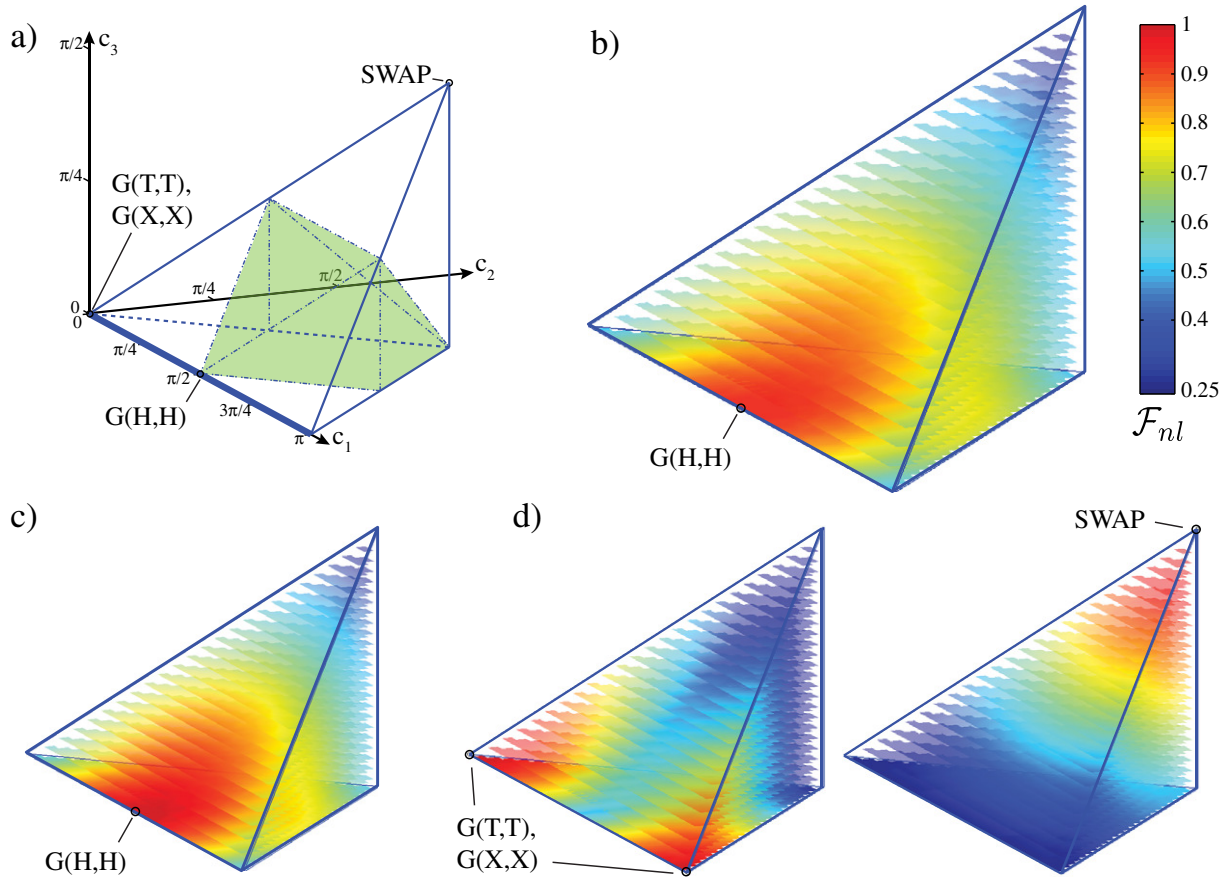 a)
π/2
c3
SWAP
π/4
G(T,T),
G(X,X)
0
0
π/4
π/2
c2
π/4
π/2
G(H,H)
3π/4
π
c1
b)
G(H,H)
1
0.9
0.8
0.7
0.6
0.5
0.4
0.25
Fnl
c)
G(H,H)
d)
G(T,T),
G(X,X)
SWAP